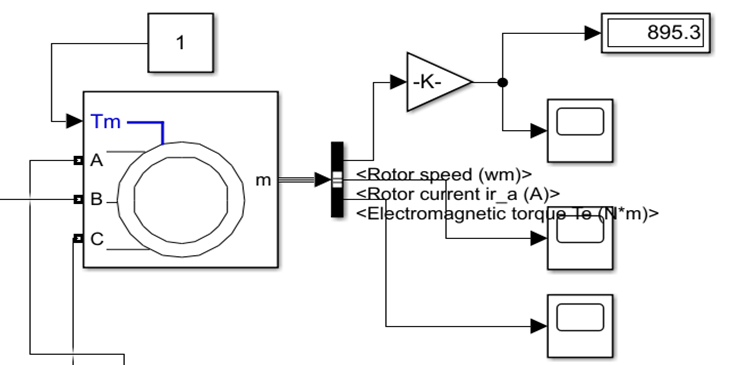 1
895.3
-K-
Tm
A
m
B
C
<Rotor speed (wm)>
<Rotor current ir_a (A)>
<Electromagnetic torque Te (N*m)>